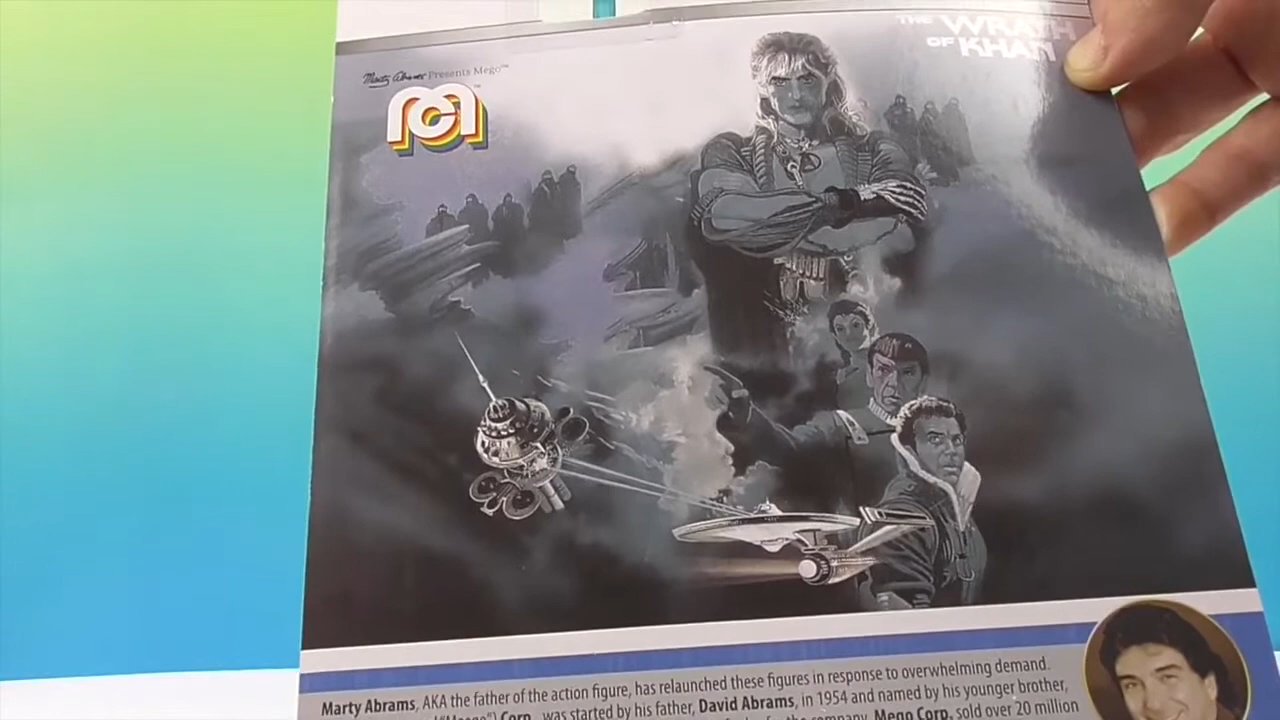 THE WRATH
OF KHAN
Marty Abrams Presents Mego™
Marty Abrams, AKA the father of the action figure, has relaunched these figures in response to overwhelming demand.
Corp., was started by his father, David Abrams, in 1954 and named by his younger brother,
the company. Mego Corp. sold over 20 million